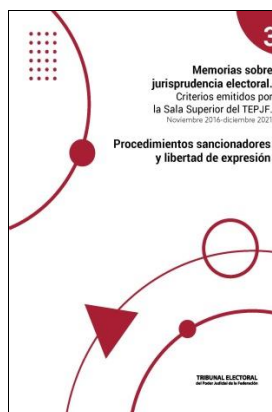 3
Memorias sobre
jurisprudencia electoral.
Criterios emitidos por
la Sala Superior del TEPJF.
Noviembre 2016-diciembre 2021
Procedimientos sancionadores
y libertad de expresión
TRIBUNAL ELECTORAL
del Poder Judicial de la Federación